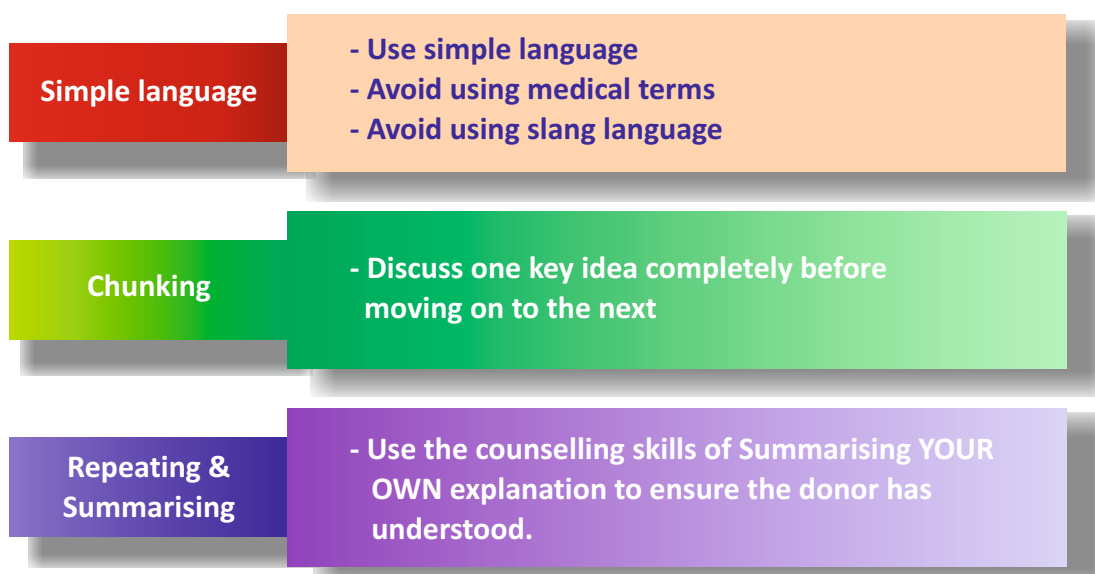 Simple language
- Use simple language
- Avoid using medical terms
- Avoid using slang language
Chunking
- Discuss one key idea completely before
moving on to the next
Repeating &
Summarising
- Use the counselling skills of Summarising YOUR
OWN explanation to ensure the donor has
understood.